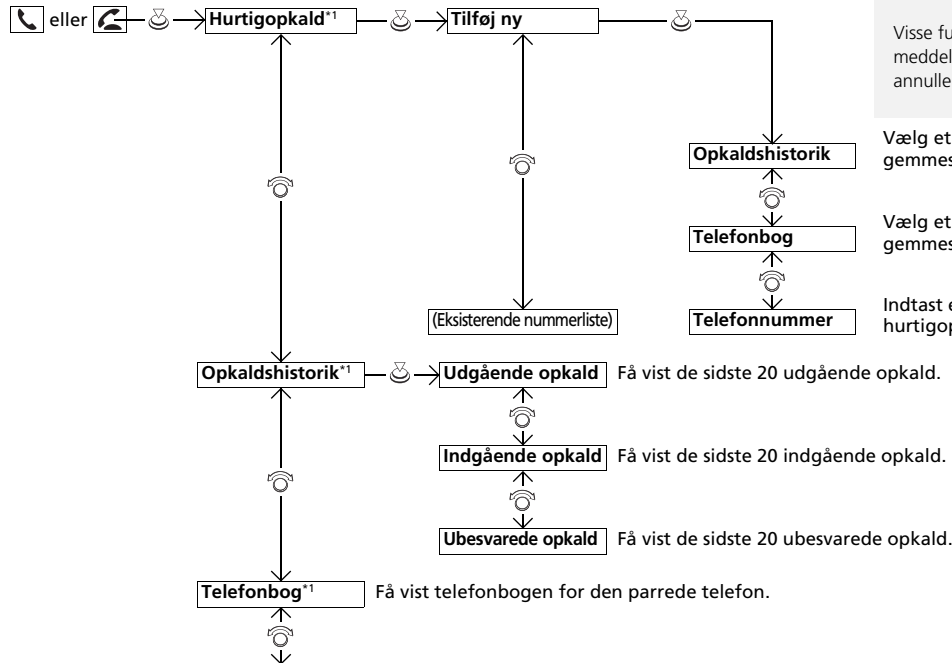 eller
Hurtigopkald*1
Tilføj ny
Visse
meddel
annulle
Opkaldshistorik
Vælg et
gemmes
Telefonbog
Vælg et
gemmes
(Eksisterende nummerliste)
Telefonnummer
Indtast
hurtigop
Opkaldshistorik*1
Udgående opkald
Få vist de sidste 20 udgående opkald.
Indgående opkald
Få vist de sidste 20 indgående opkald.
Ubesvarede opkald
Få vist de sidste 20 ubesvarede opkald.
Telefonbog*1
Få vist telefonbogen for den parrede telefon.